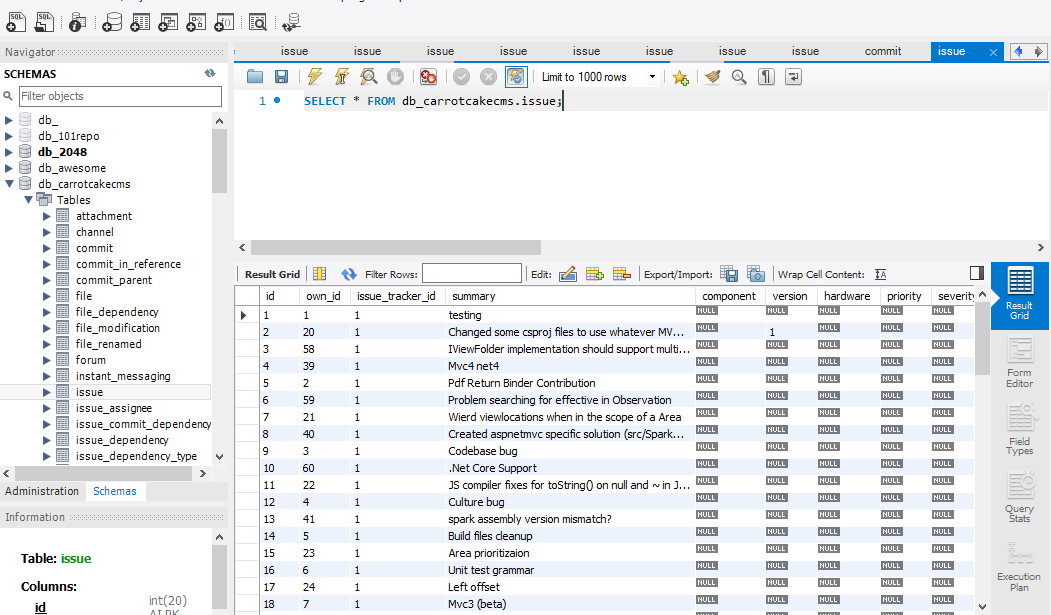 Navigator
SCHEMAS
Filter objects
db_
db_101repo
db_2048
db_awesome
db_carrotcakecms
Tables
attachment
channel
commit
commit_in_reference
commit_parent
file
file_dependency
file_modification
file_renamed
forum
instant_messaging
issue
issue_assignee
issue_commit_dependency
issue_dependency
issue_dependency_type
Administration Schemas
Information
Table: issue
Columns:
id int(20)
AI PK
issue issue issue issue issue issue issue issue commit issue
Limit to 1000 rows
1 SELECT * FROM db_carrotcakecms.issue;
Result Grid Filter Rows: Edit: Export/Import: Wrap Cell Content:
id own_id issue_tracker_id summary component version hardware priority severity
1 1 1 testing NULL NULL NULL NULL NULL
2 20 1 Changed some csproj files to use whatever MV... NULL 1 NULL NULL NULL
3 58 1 IViewFolder implementation should support multi... NULL NULL NULL NULL NULL
4 39 1 Mvc4 net4 NULL NULL NULL NULL NULL
5 2 1 Pdf Return Binder Contribution NULL NULL NULL NULL NULL
6 59 1 Problem searching for effective in Observation NULL NULL NULL NULL NULL
7 21 1 Wierd viewlocations when in the scope of a Area NULL NULL NULL NULL NULL
8 40 1 Created aspnetmvc specific solution (src/Spark... NULL NULL NULL NULL NULL
9 3 1 Codebase bug NULL NULL NULL NULL NULL
10 60 1 .Net Core Support NULL NULL NULL NULL NULL
11 22 1 JS compiler fixes for toString() on null and ~ in J... NULL NULL NULL NULL NULL
12 4 1 Culture bug NULL NULL NULL NULL NULL
13 41 1 spark assembly version mismatch? NULL NULL NULL NULL NULL
14 5 1 Build files cleanup NULL NULL NULL NULL NULL
15 23 1 Area prioritizaion NULL NULL NULL NULL NULL
16 6 1 Unit test grammar NULL NULL NULL NULL NULL
17 24 1 Left offset NULL NULL NULL NULL NULL
18 7 1 Mvc3 (beta) NULL NULL NULL NULL NULL
Result
Grid
Form
Editor
Field
Types
Query
Stats
Execution
Plan